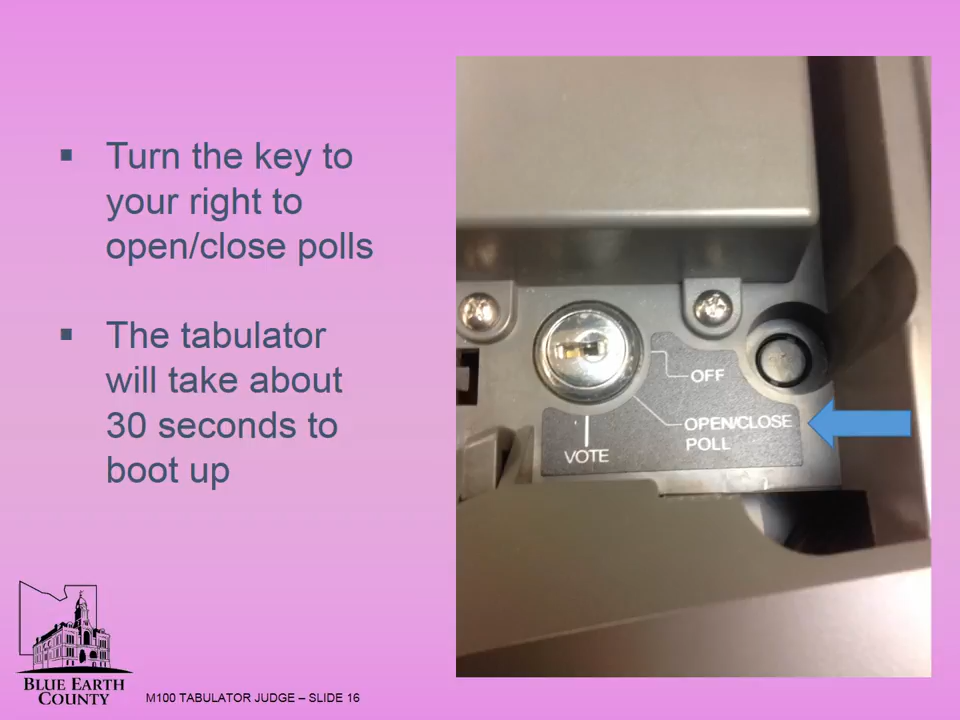 ▪ Turn the key to
your right to
open/close polls
▪ The tabulator
will take about
30 seconds to
boot up
OFF
OPEN/CLOSE
POLL
VOTE
BLUE EARTH
COUNTY
M100 TABULATOR JUDGE – SLIDE 16